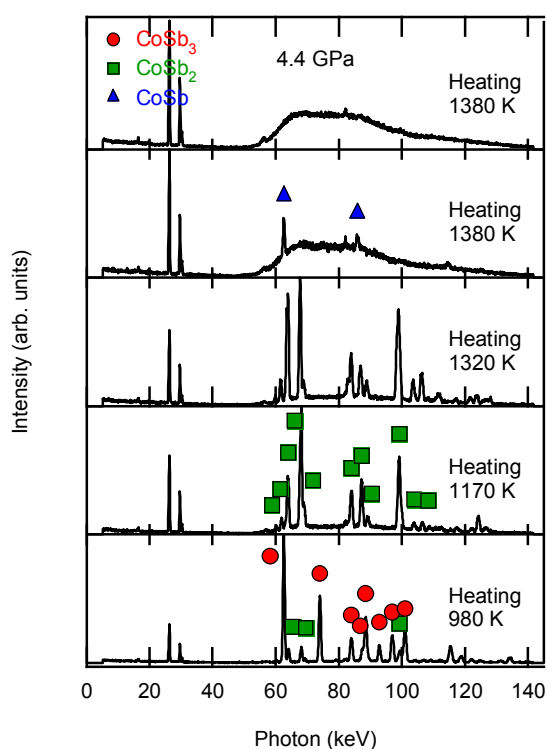 CoSb3
CoSb2
CoSb
4.4 GPa
Heating
1380 K
Heating
1380 K
Heating
1320 K
Heating
1170 K
Heating
980 K
Intensity (arb. units)
0 20 40 60 80 100 120 140
Photon (keV)